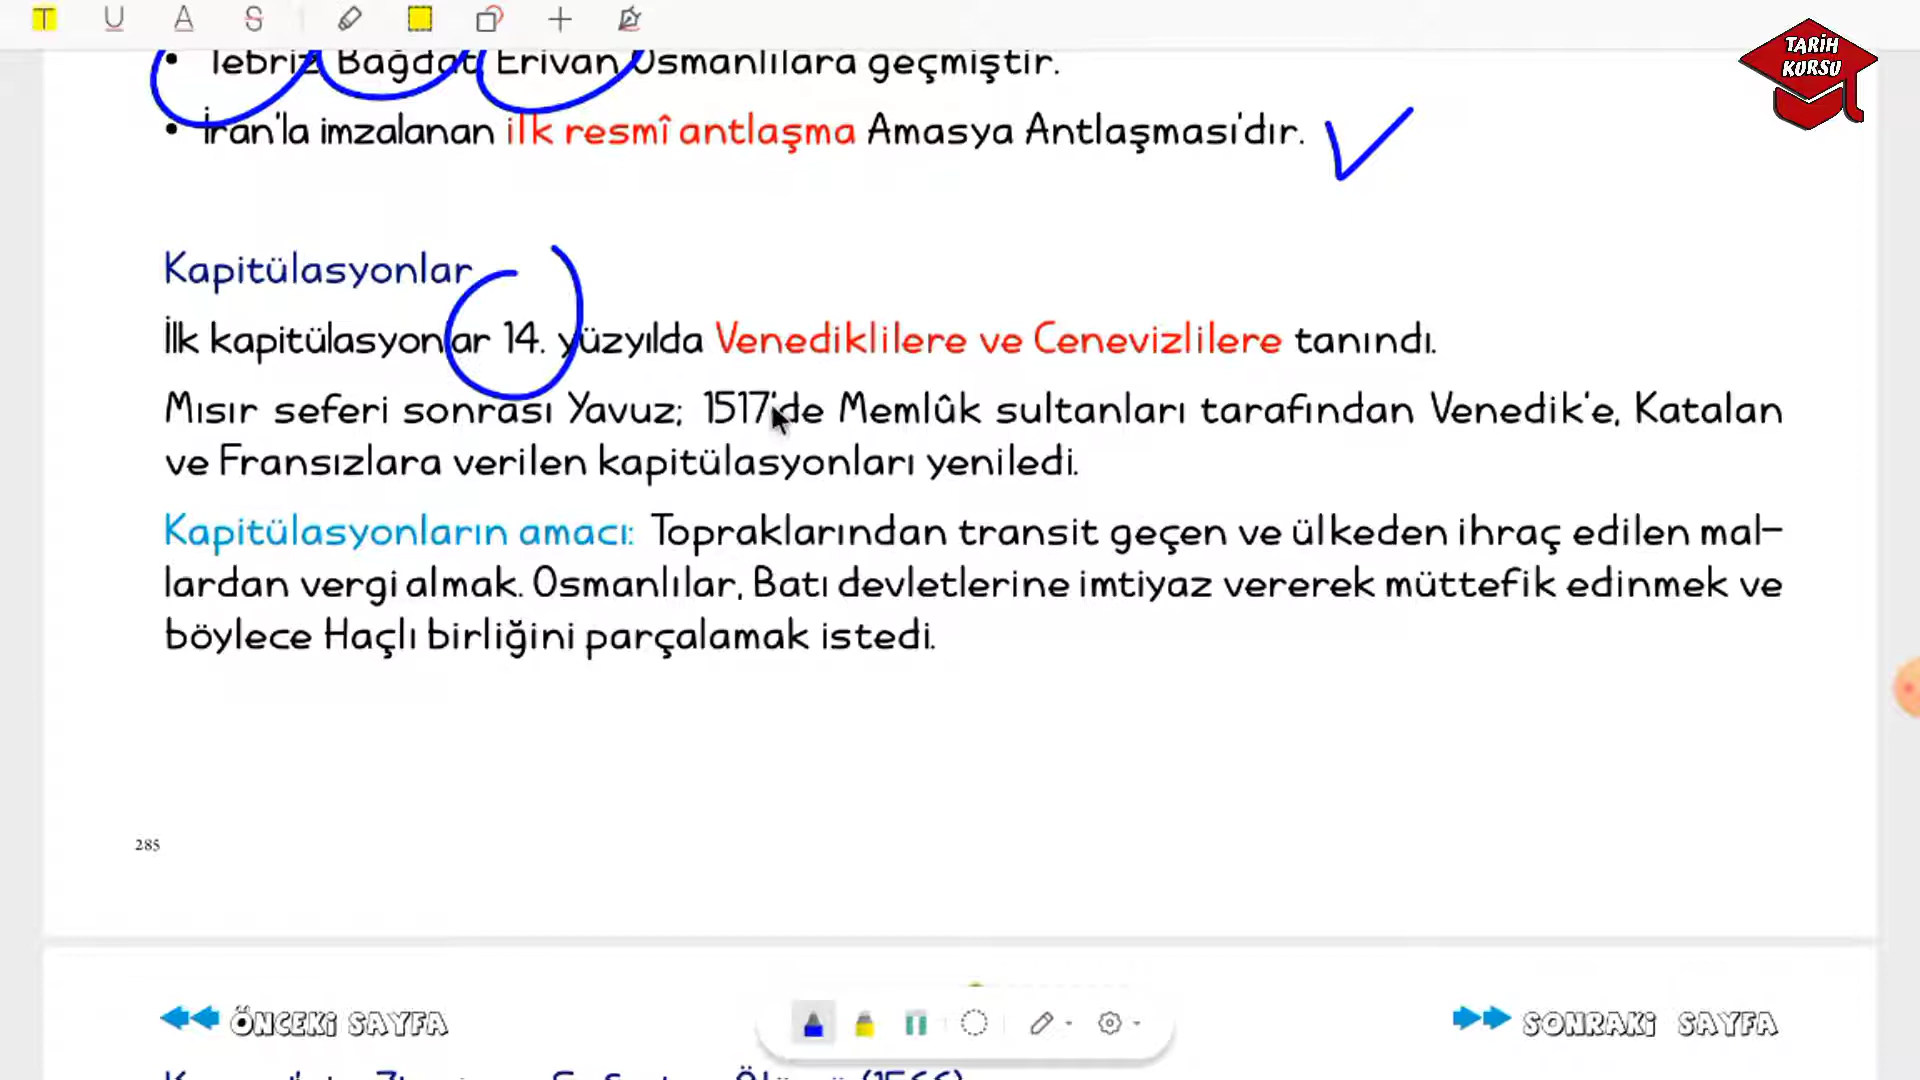 TARİH
KURSU
Tebriz Bağdat Erivan Osmanlılara geçmiştir.
• İran'la imzalanan ilk resmî antlaşma Amasya Antlaşması'dır.
Kapitülasyonlar
İlk kapitülasyonlar 14. yüzyılda Venediklilere ve Cenevizlilere tanındı.
Mısır seferi sonrası Yavuz; 1517'de Memlûk sultanları tarafından Venedik'e, Katalan
ve Fransızlara verilen kapitülasyonları yeniledi.
Kapitülasyonların amacı: Topraklarından transit geçen ve ülkeden ihraç edilen mal–
lardan vergi almak. Osmanlılar, Batı devletlerine imtiyaz vererek müttefik edinmek ve
böylece Haçlı birliğini parçalamak istedi.
285
ÖNCEKİ SAYFA
SONRAKİ SAYFA
(1566)